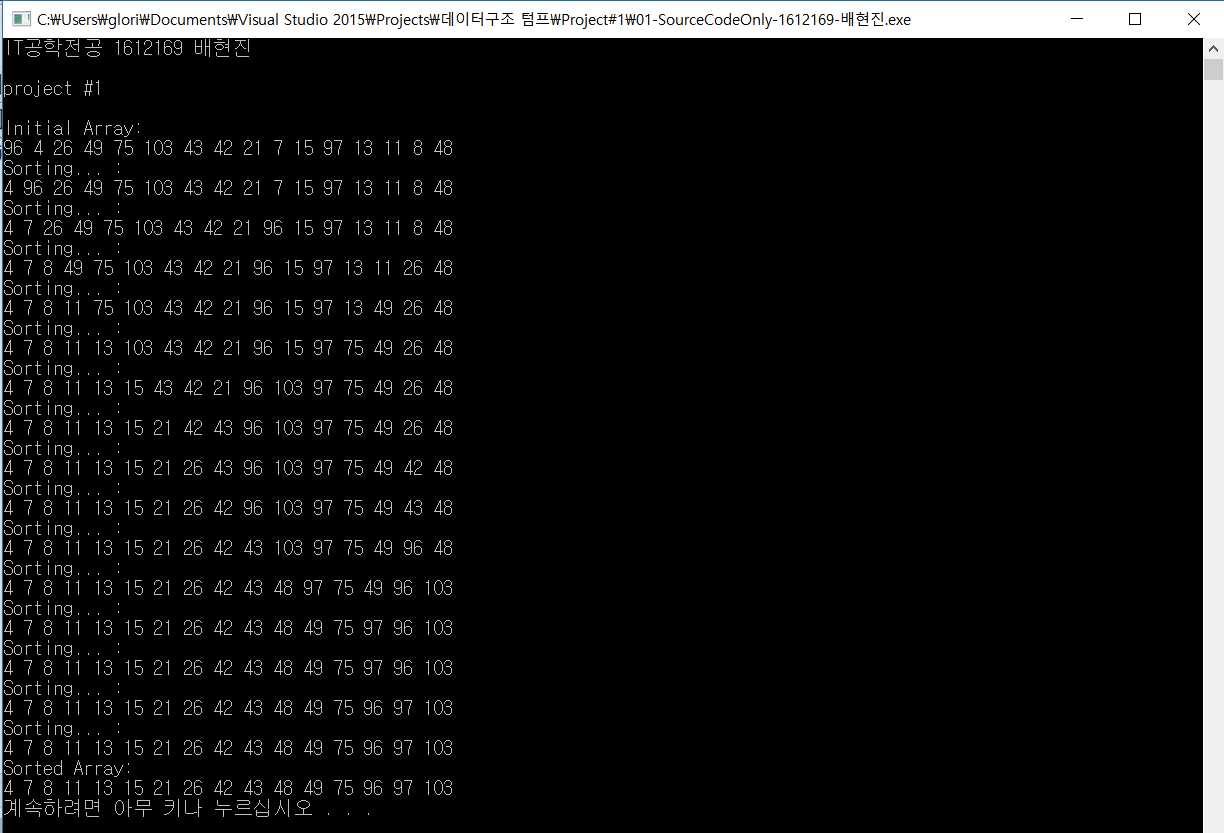 C:\Users\glori\Documents\Visual Studio 2015\Projects\데이터구조 텀프\Project#1\01-SourceCodeOnly-1612169-배현진.exe
IT공학전공 1612169 배현진
project #1
Initial Array:
96 4 26 49 75 103 43 42 21 7 15 97 13 11 8 48
Sorting... :
4 96 26 49 75 103 43 42 21 7 15 97 13 11 8 48
Sorting... :
4 7 26 49 75 103 43 42 21 96 15 97 13 11 8 48
Sorting... :
4 7 8 49 75 103 43 42 21 96 15 97 13 11 26 48
Sorting... :
4 7 8 11 75 103 43 42 21 96 15 97 13 49 26 48
Sorting... :
4 7 8 11 13 103 43 42 21 96 15 97 75 49 26 48
Sorting... :
4 7 8 11 13 15 43 42 21 96 103 97 75 49 26 48
Sorting... :
4 7 8 11 13 15 21 42 43 96 103 97 75 49 26 48
Sorting... :
4 7 8 11 13 15 21 26 43 96 103 97 75 49 42 48
Sorting... :
4 7 8 11 13 15 21 26 42 96 103 97 75 49 43 48
Sorting... :
4 7 8 11 13 15 21 26 42 43 103 97 75 49 96 48
Sorting... :
4 7 8 11 13 15 21 26 42 43 48 97 75 49 96 103
Sorting... :
4 7 8 11 13 15 21 26 42 43 48 49 75 97 96 103
Sorting... :
4 7 8 11 13 15 21 26 42 43 48 49 75 97 96 103
Sorting... :
4 7 8 11 13 15 21 26 42 43 48 49 75 96 97 103
Sorting... :
4 7 8 11 13 15 21 26 42 43 48 49 75 96 97 103
Sorted Array:
4 7 8 11 13 15 21 26 42 43 48 49 75 96 97 103
계속하려면 아무 키나 누르십시오 . . .